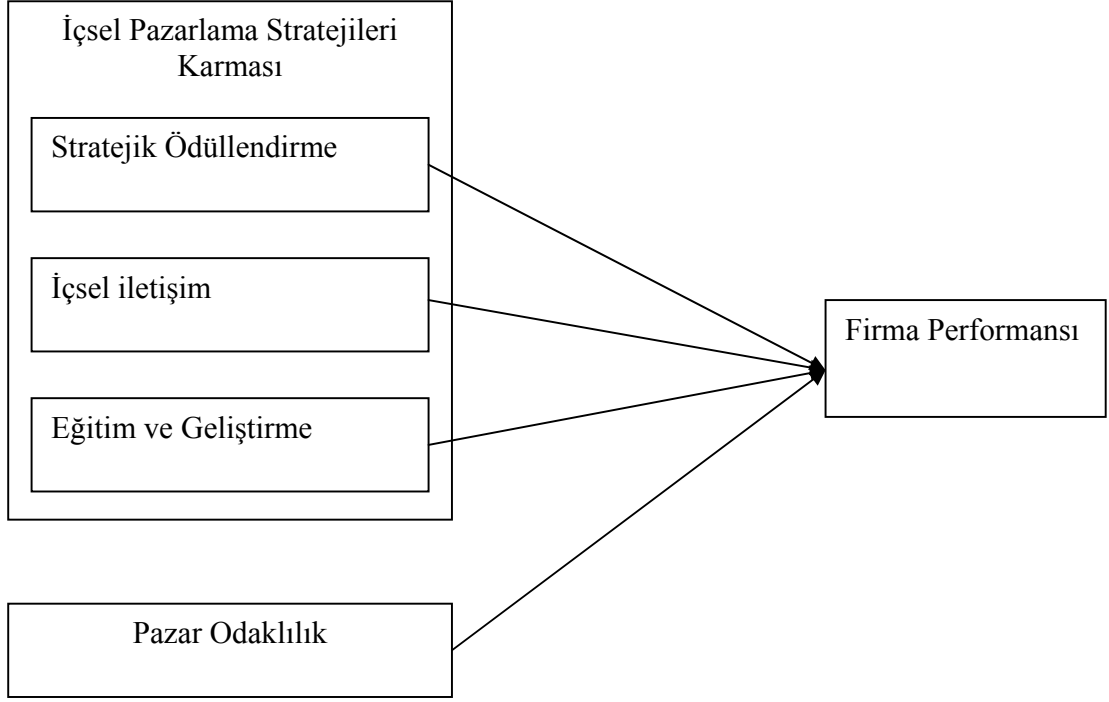 İçsel Pazarlama Stratejileri
Karması
Stratejik Ödüllendirme
İçsel iletişim
Eğitim ve Geliştirme
Firma Performansı
Pazar Odaklılık